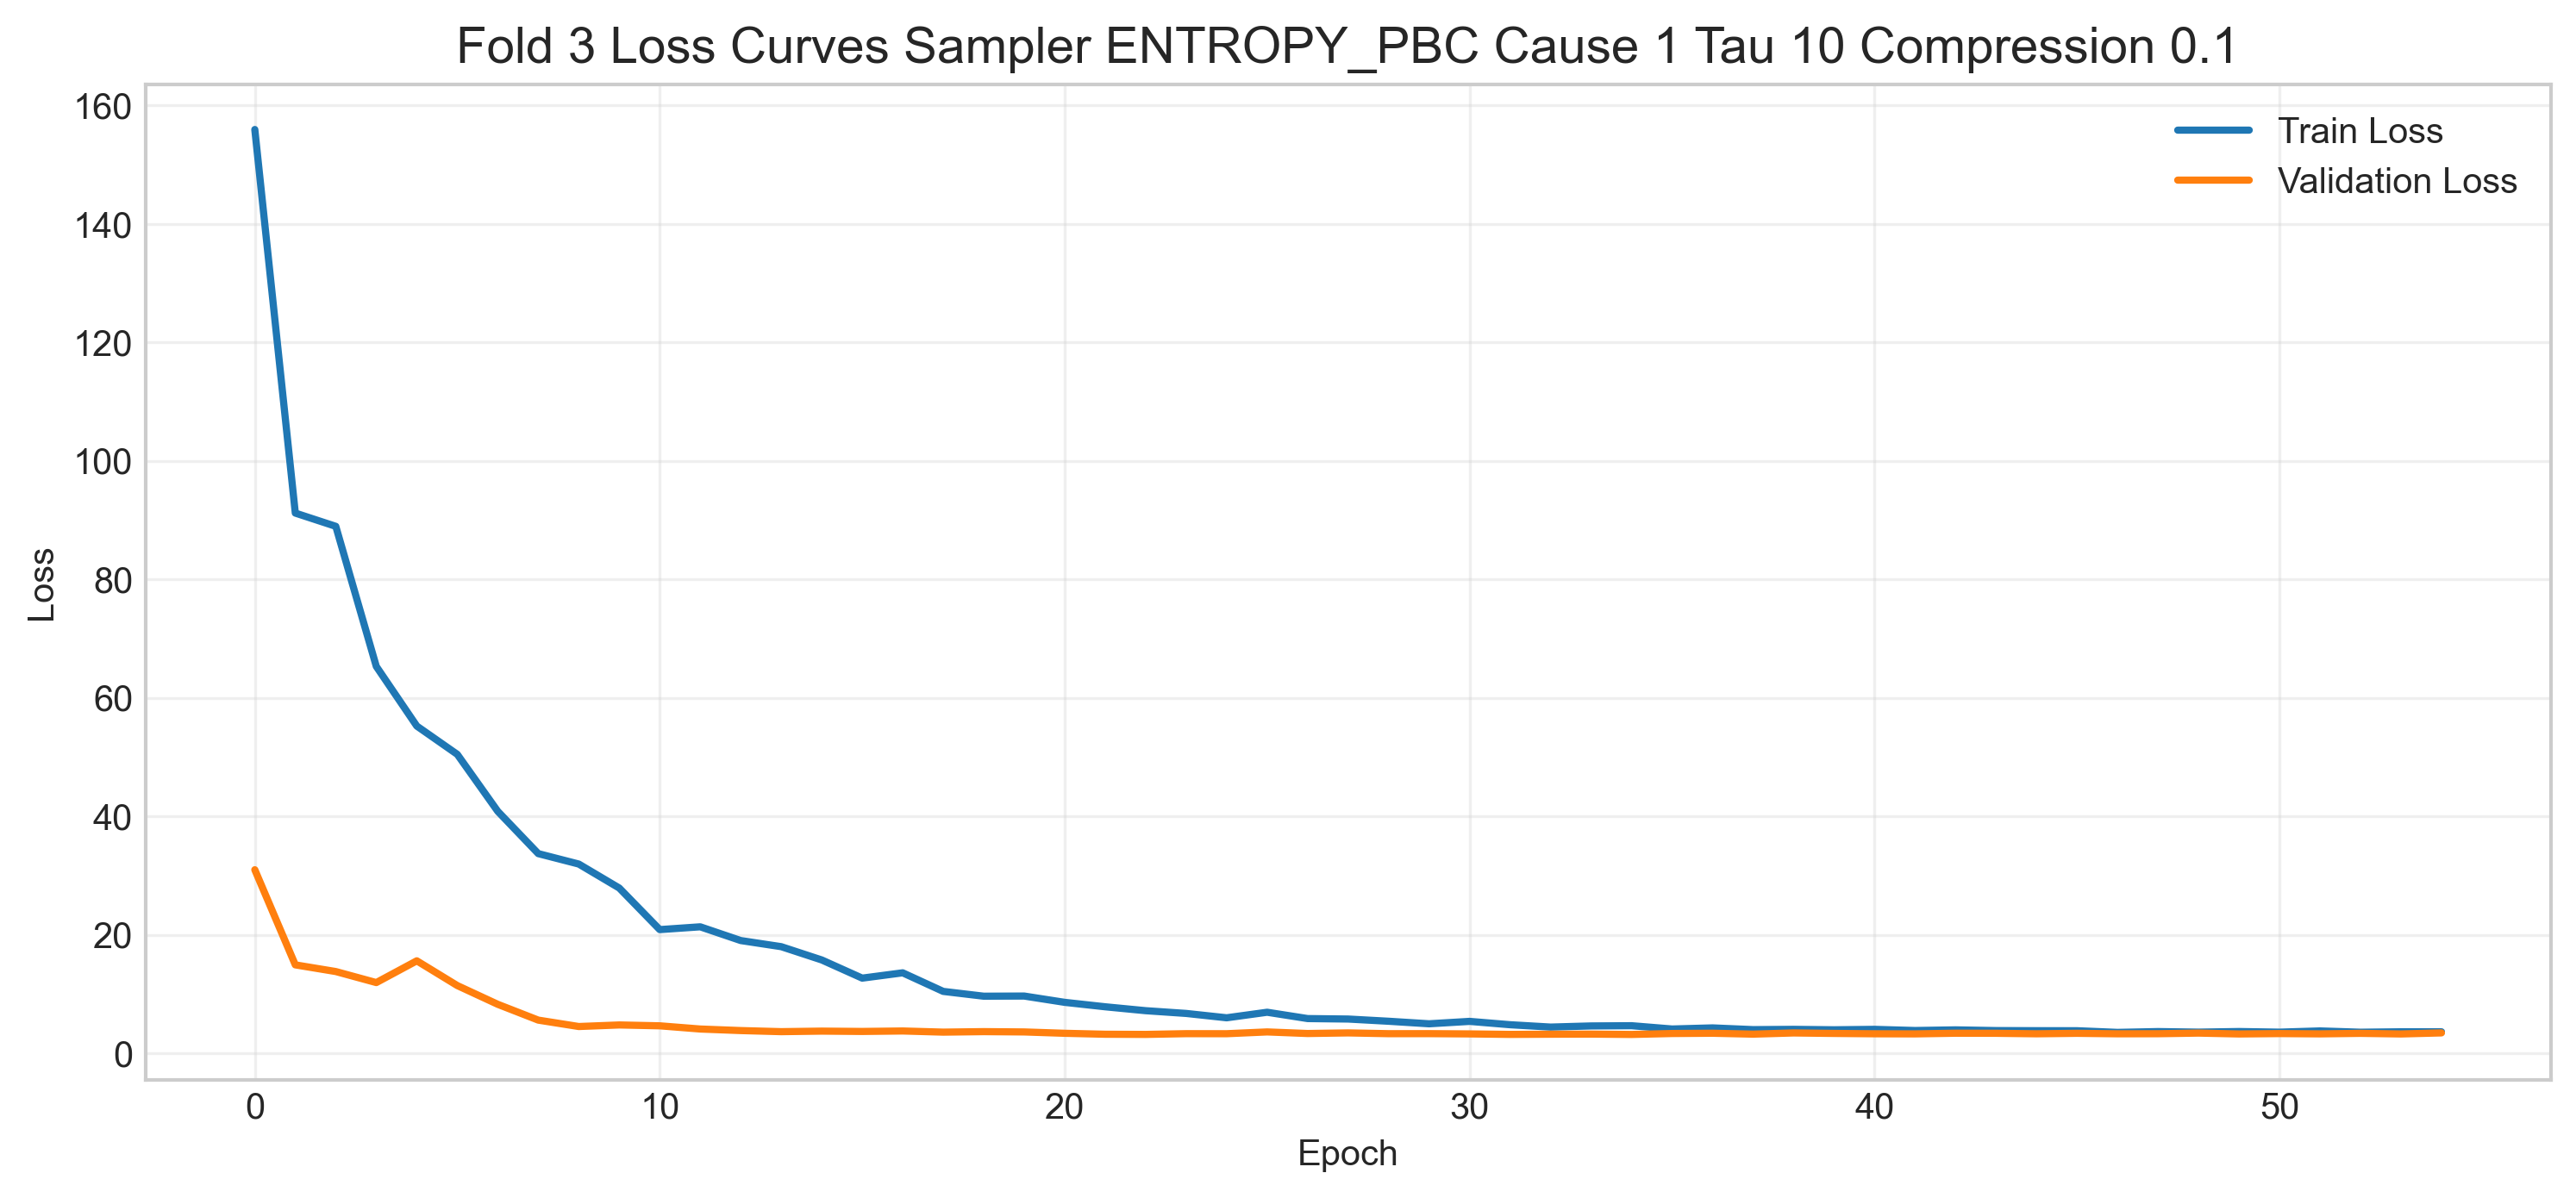 Fold 3 Loss Curves Sampler ENTROPY_PBC Cause 1 Tau 10 Compression 0.1
160
140
120
100
80
60
40
20
0
Loss
Train Loss
Validation Loss
0 10 20 30 40 50
Epoch